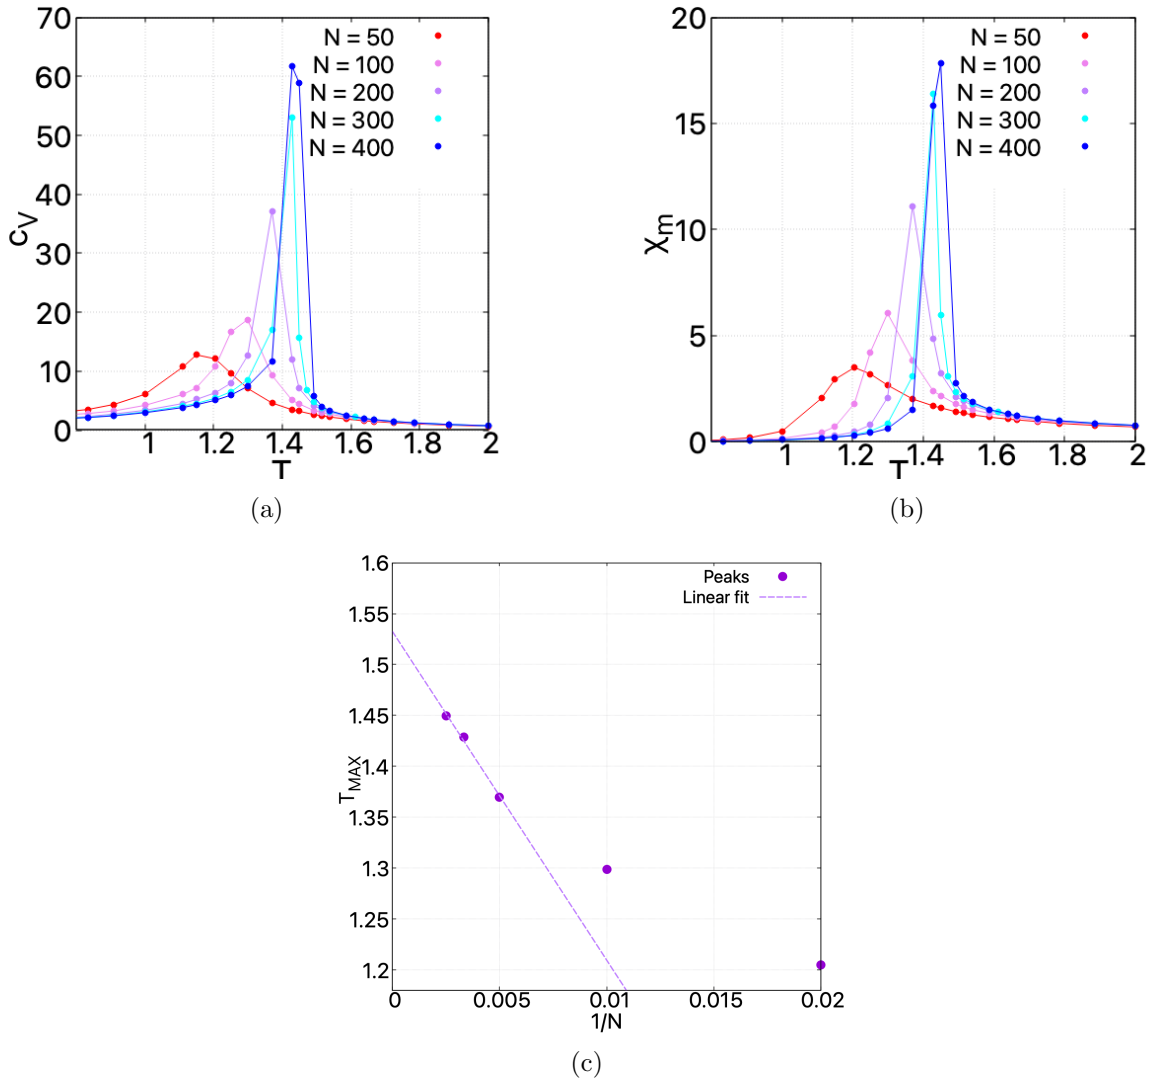 70
60
50
40
30
20
10
0
c_V
N = 50
N = 100
N = 200
N = 300
N = 400
1 1.2 1.4 1.6 1.8 2
T
(a)
20
15
10
5
0
χ_m
N = 50
N = 100
N = 200
N = 300
N = 400
1 1.2 1.4 1.6 1.8 2
T
(b)
1.6
1.55
1.5
1.45
1.4
1.35
1.3
1.25
1.2
T_MAX
Peaks
Linear fit
0 0.005 0.01 0.015 0.02
1/N
(c)